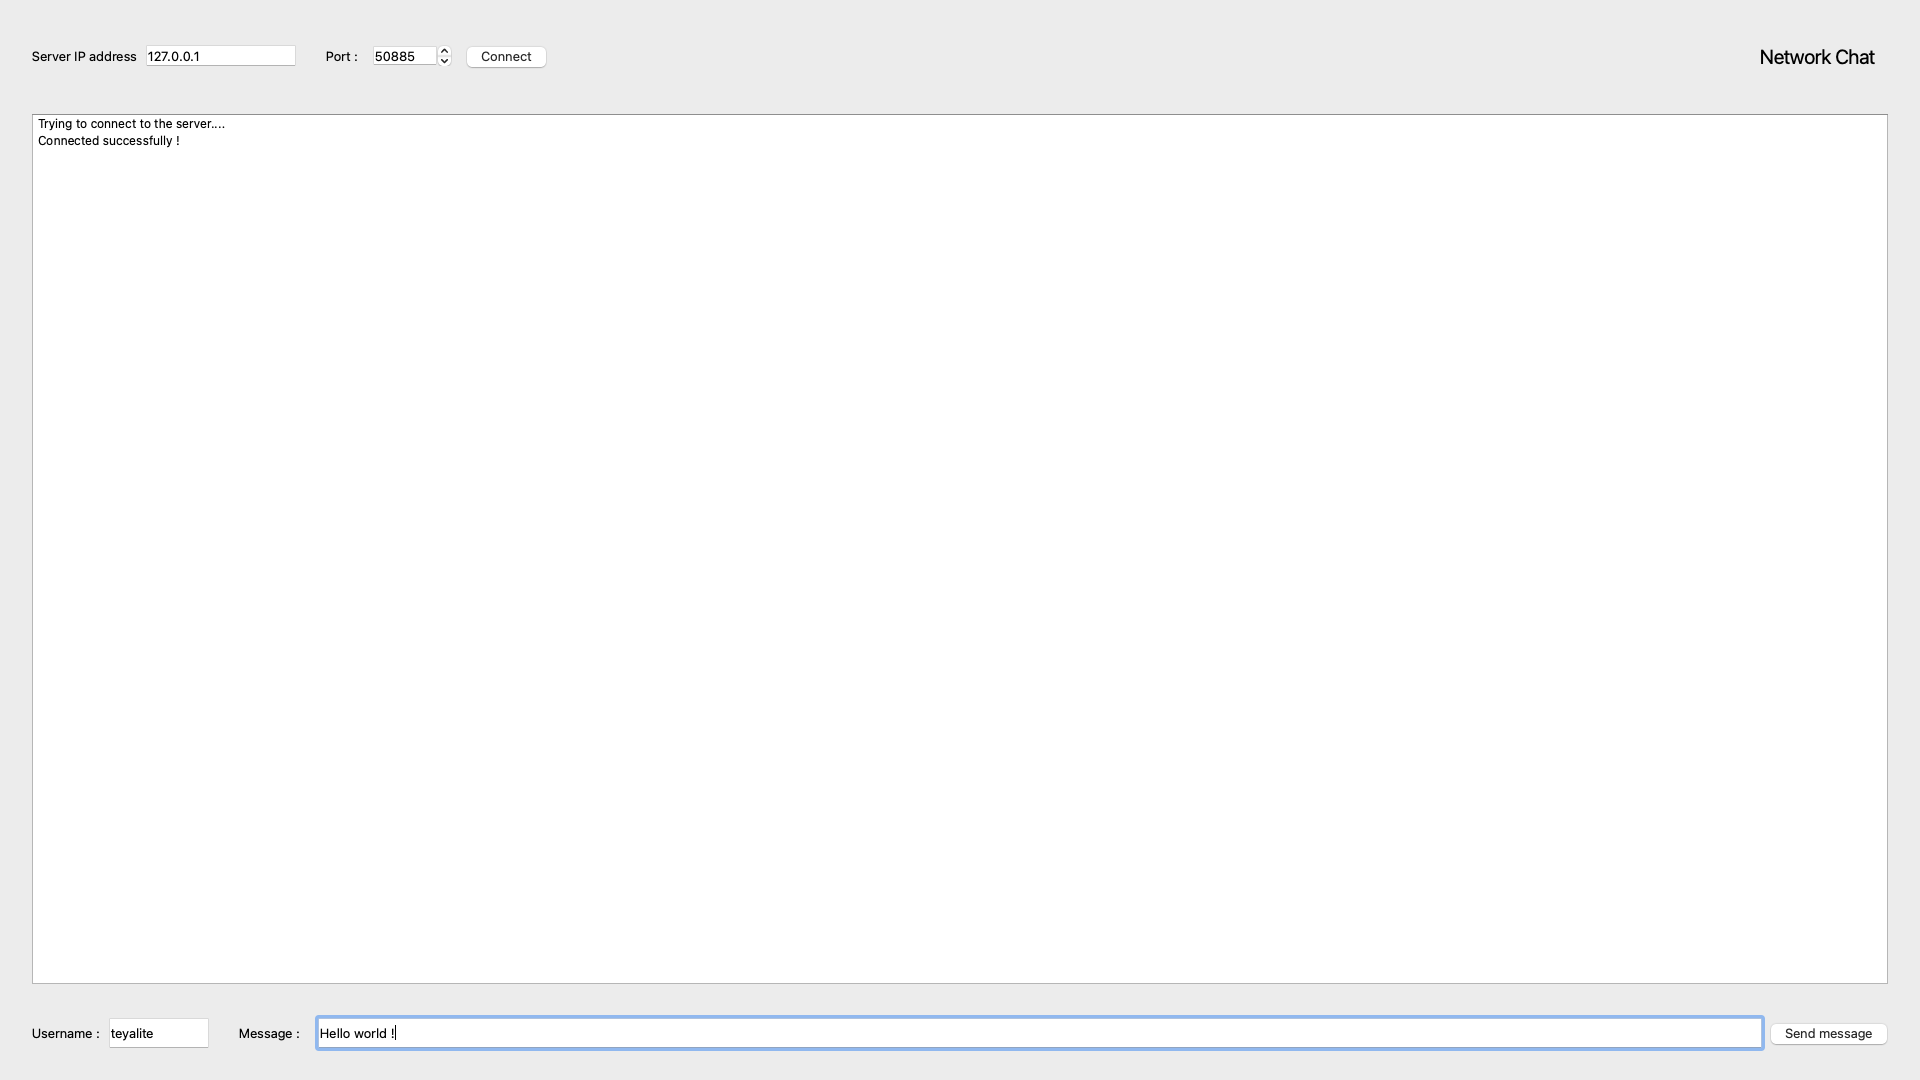 Server IP address 127.0.0.1 Port : 50885 Connect Network Chat
Trying to connect to the server....
Connected successfully !
Username : teyalite Message : Hello world ! Send message